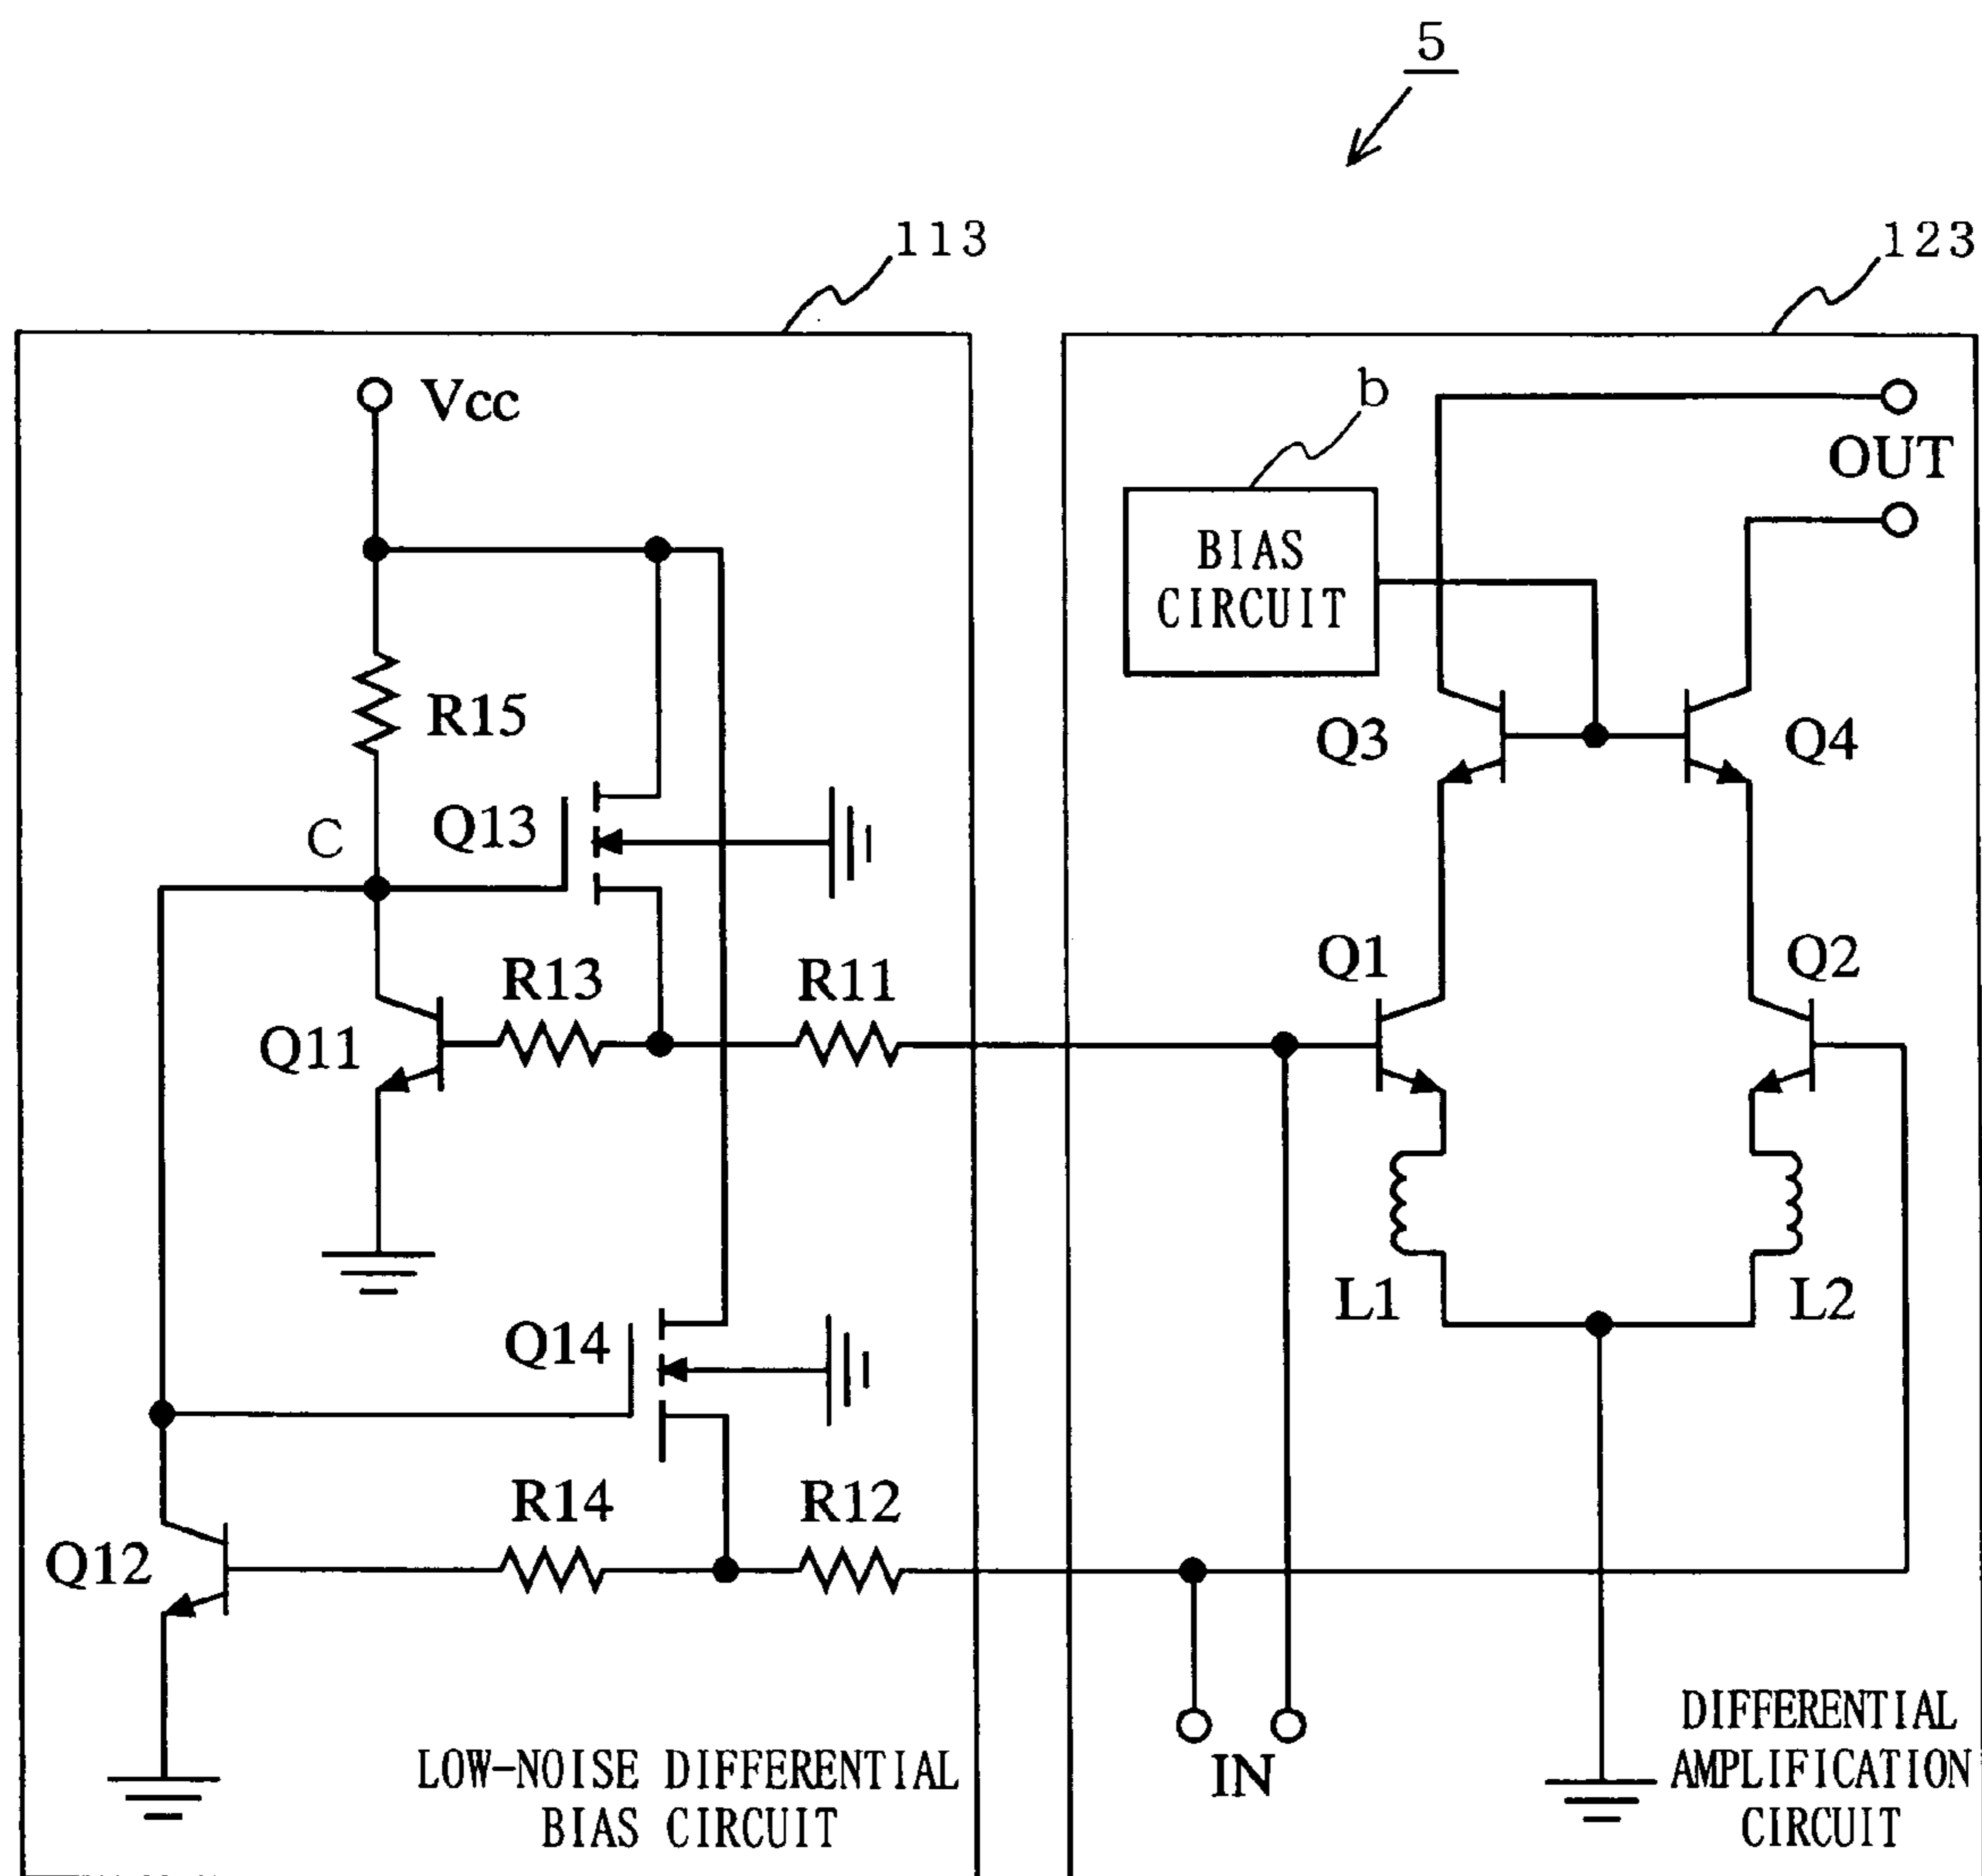 5
113
123
Vcc
b
OUT
BIAS
CIRCUIT
R15
Q3
Q4
C
Q13
Q1
Q2
R13
R11
Q11
L1
L2
Q14
R14
R12
Q12
IN
LOW-NOISE DIFFERENTIAL
BIAS CIRCUIT
DIFFERENTIAL
AMPLIFICATION
CIRCUIT